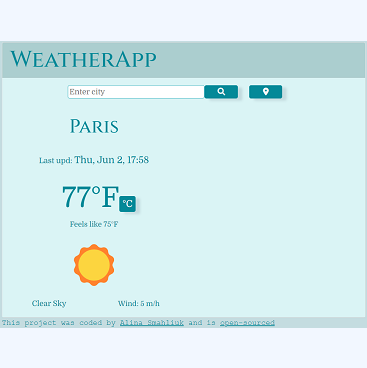 WeatherApp
Enter city
Paris
Last upd: Thu, Jun 2, 17:58
77°F °C
Feels like 75°F
Clear Sky Wind: 5 m/h
This project was coded by Alina Smahliuk and is open-sourced